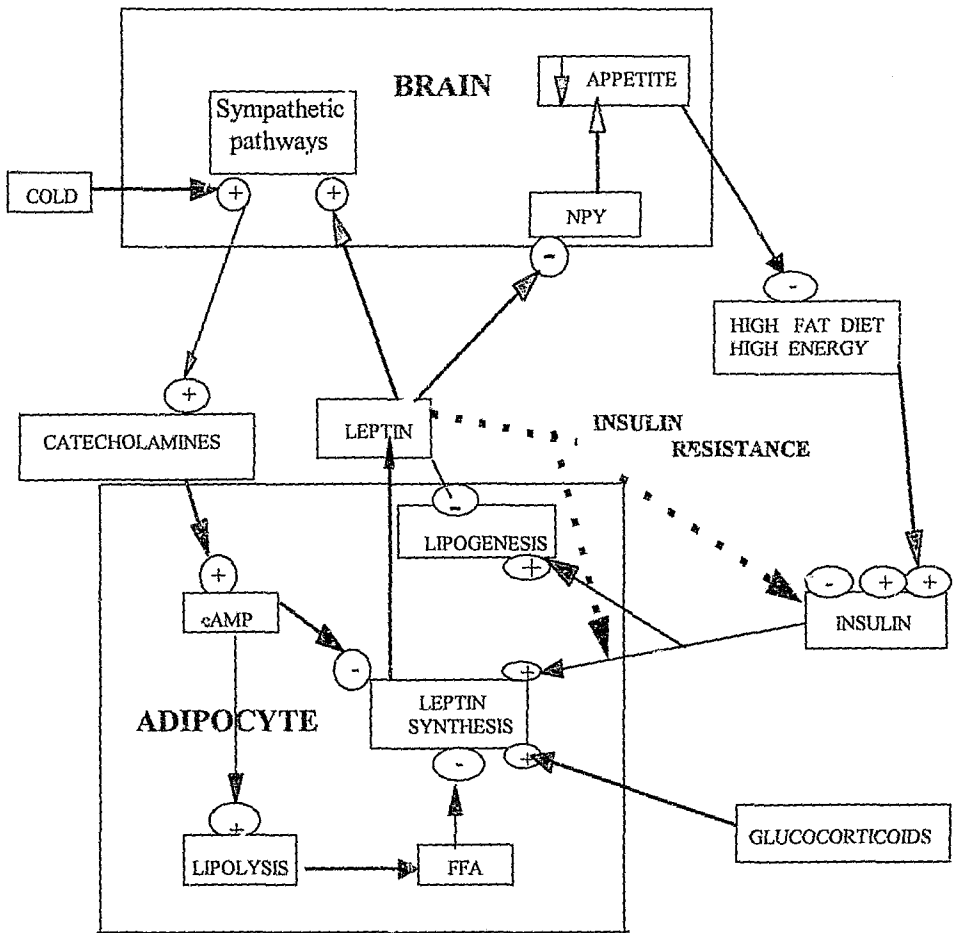 BRAIN
APPETITE
Sympathetic
pathways
COLD
+
+
NPY
-
-
HIGH FAT DIET
HIGH ENERGY
+
CATECHOLAMINES
LEPTIN
INSULIN
RESISTANCE
-
LIPOGENESIS
+
+
cAMP
-
+
+
INSULIN
-
+
LEPTIN
SYNTHESIS
ADIPOCYTE
-
+
GLUCOCORTICOIDS
+
LIPOLYSIS
FFA